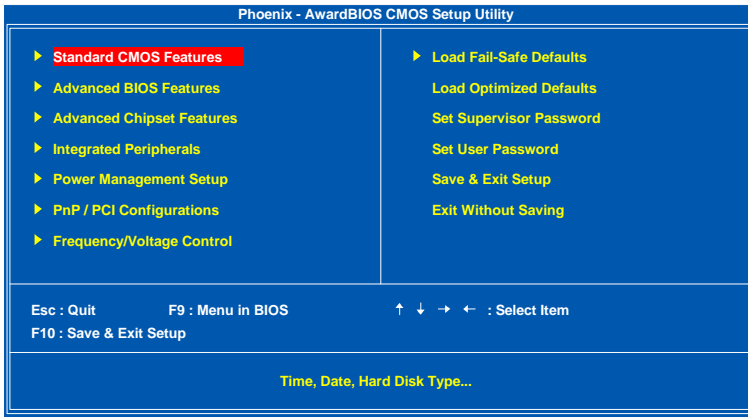 Phoenix - AwardBIOS CMOS Setup Utility
Standard CMOS Features
Advanced BIOS Features
Advanced Chipset Features
Integrated Peripherals
Power Management Setup
PnP / PCI Configurations
Frequency/Voltage Control
Load Fail-Safe Defaults
Load Optimized Defaults
Set Supervisor Password
Set User Password
Save & Exit Setup
Exit Without Saving
Esc : Quit F9 : Menu in BIOS ↑ ↓ → ← : Select Item
F10 : Save & Exit Setup
Time, Date, Hard Disk Type...